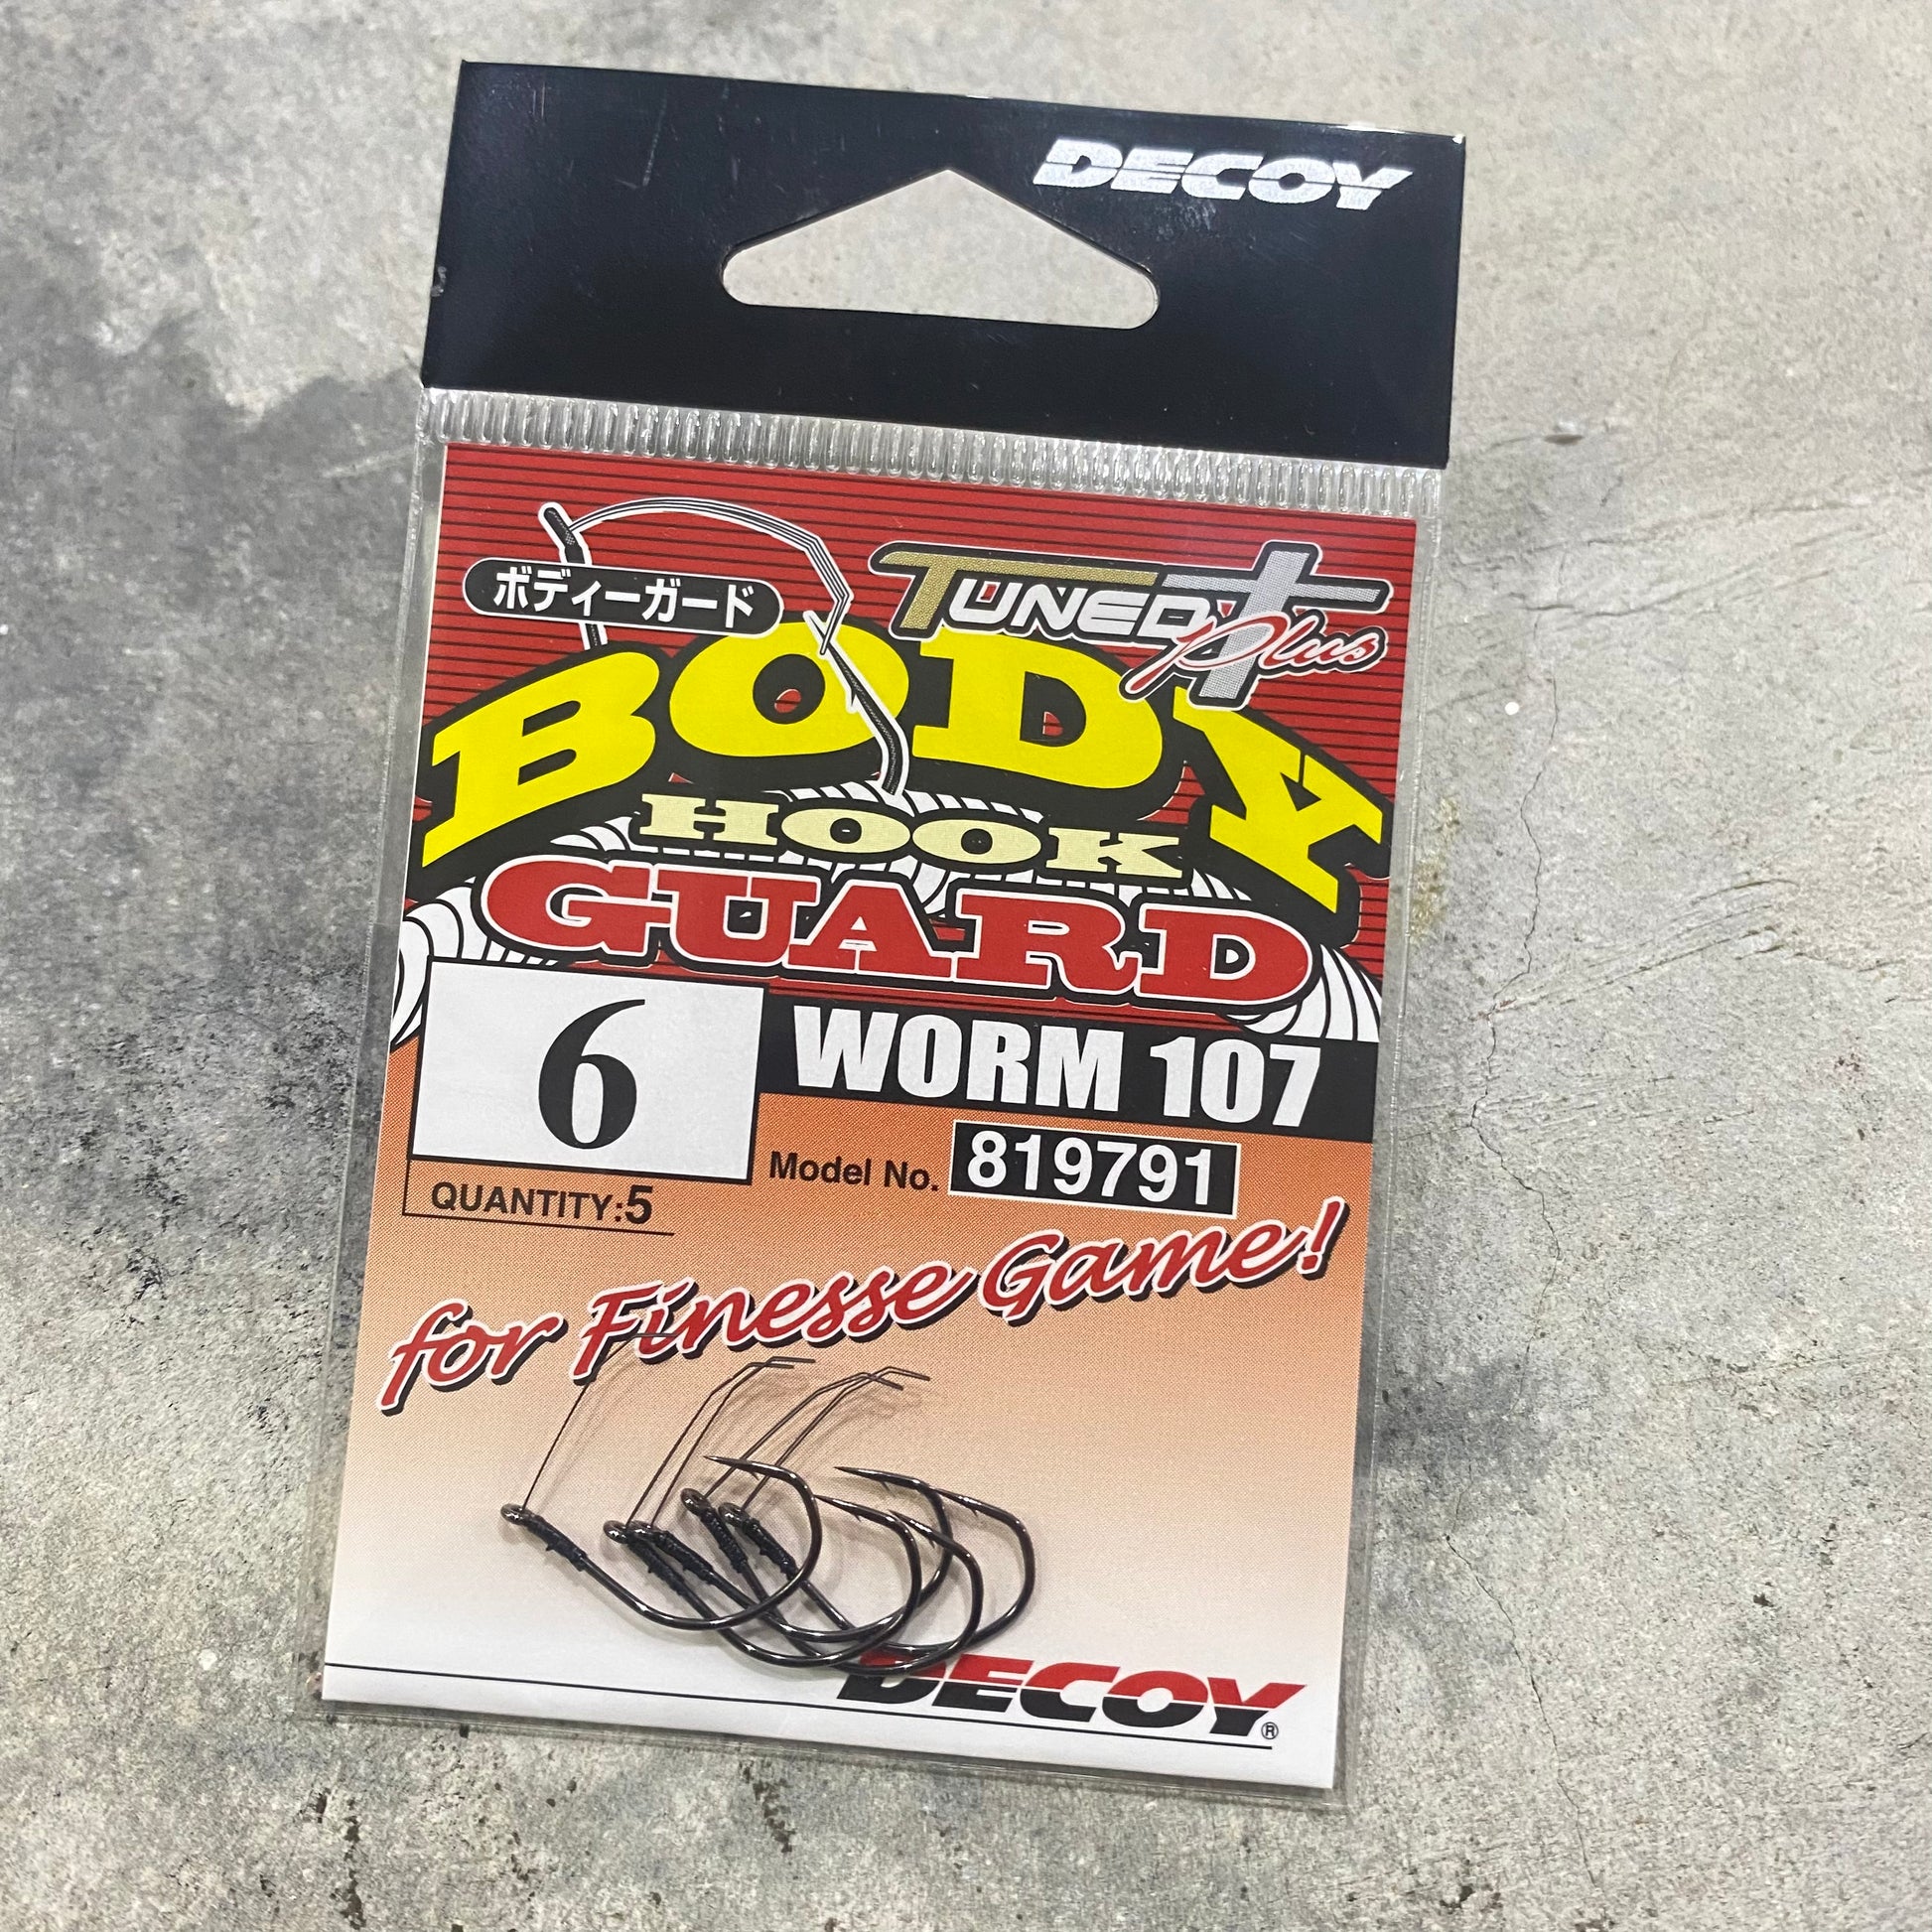 DECOY
ボディーガード
TUNED Plus
BODY
HOOK
GUARD
6
WORM 107
Model No. 819791
QUANTITY:5
for Finesse Game!
DECOY®